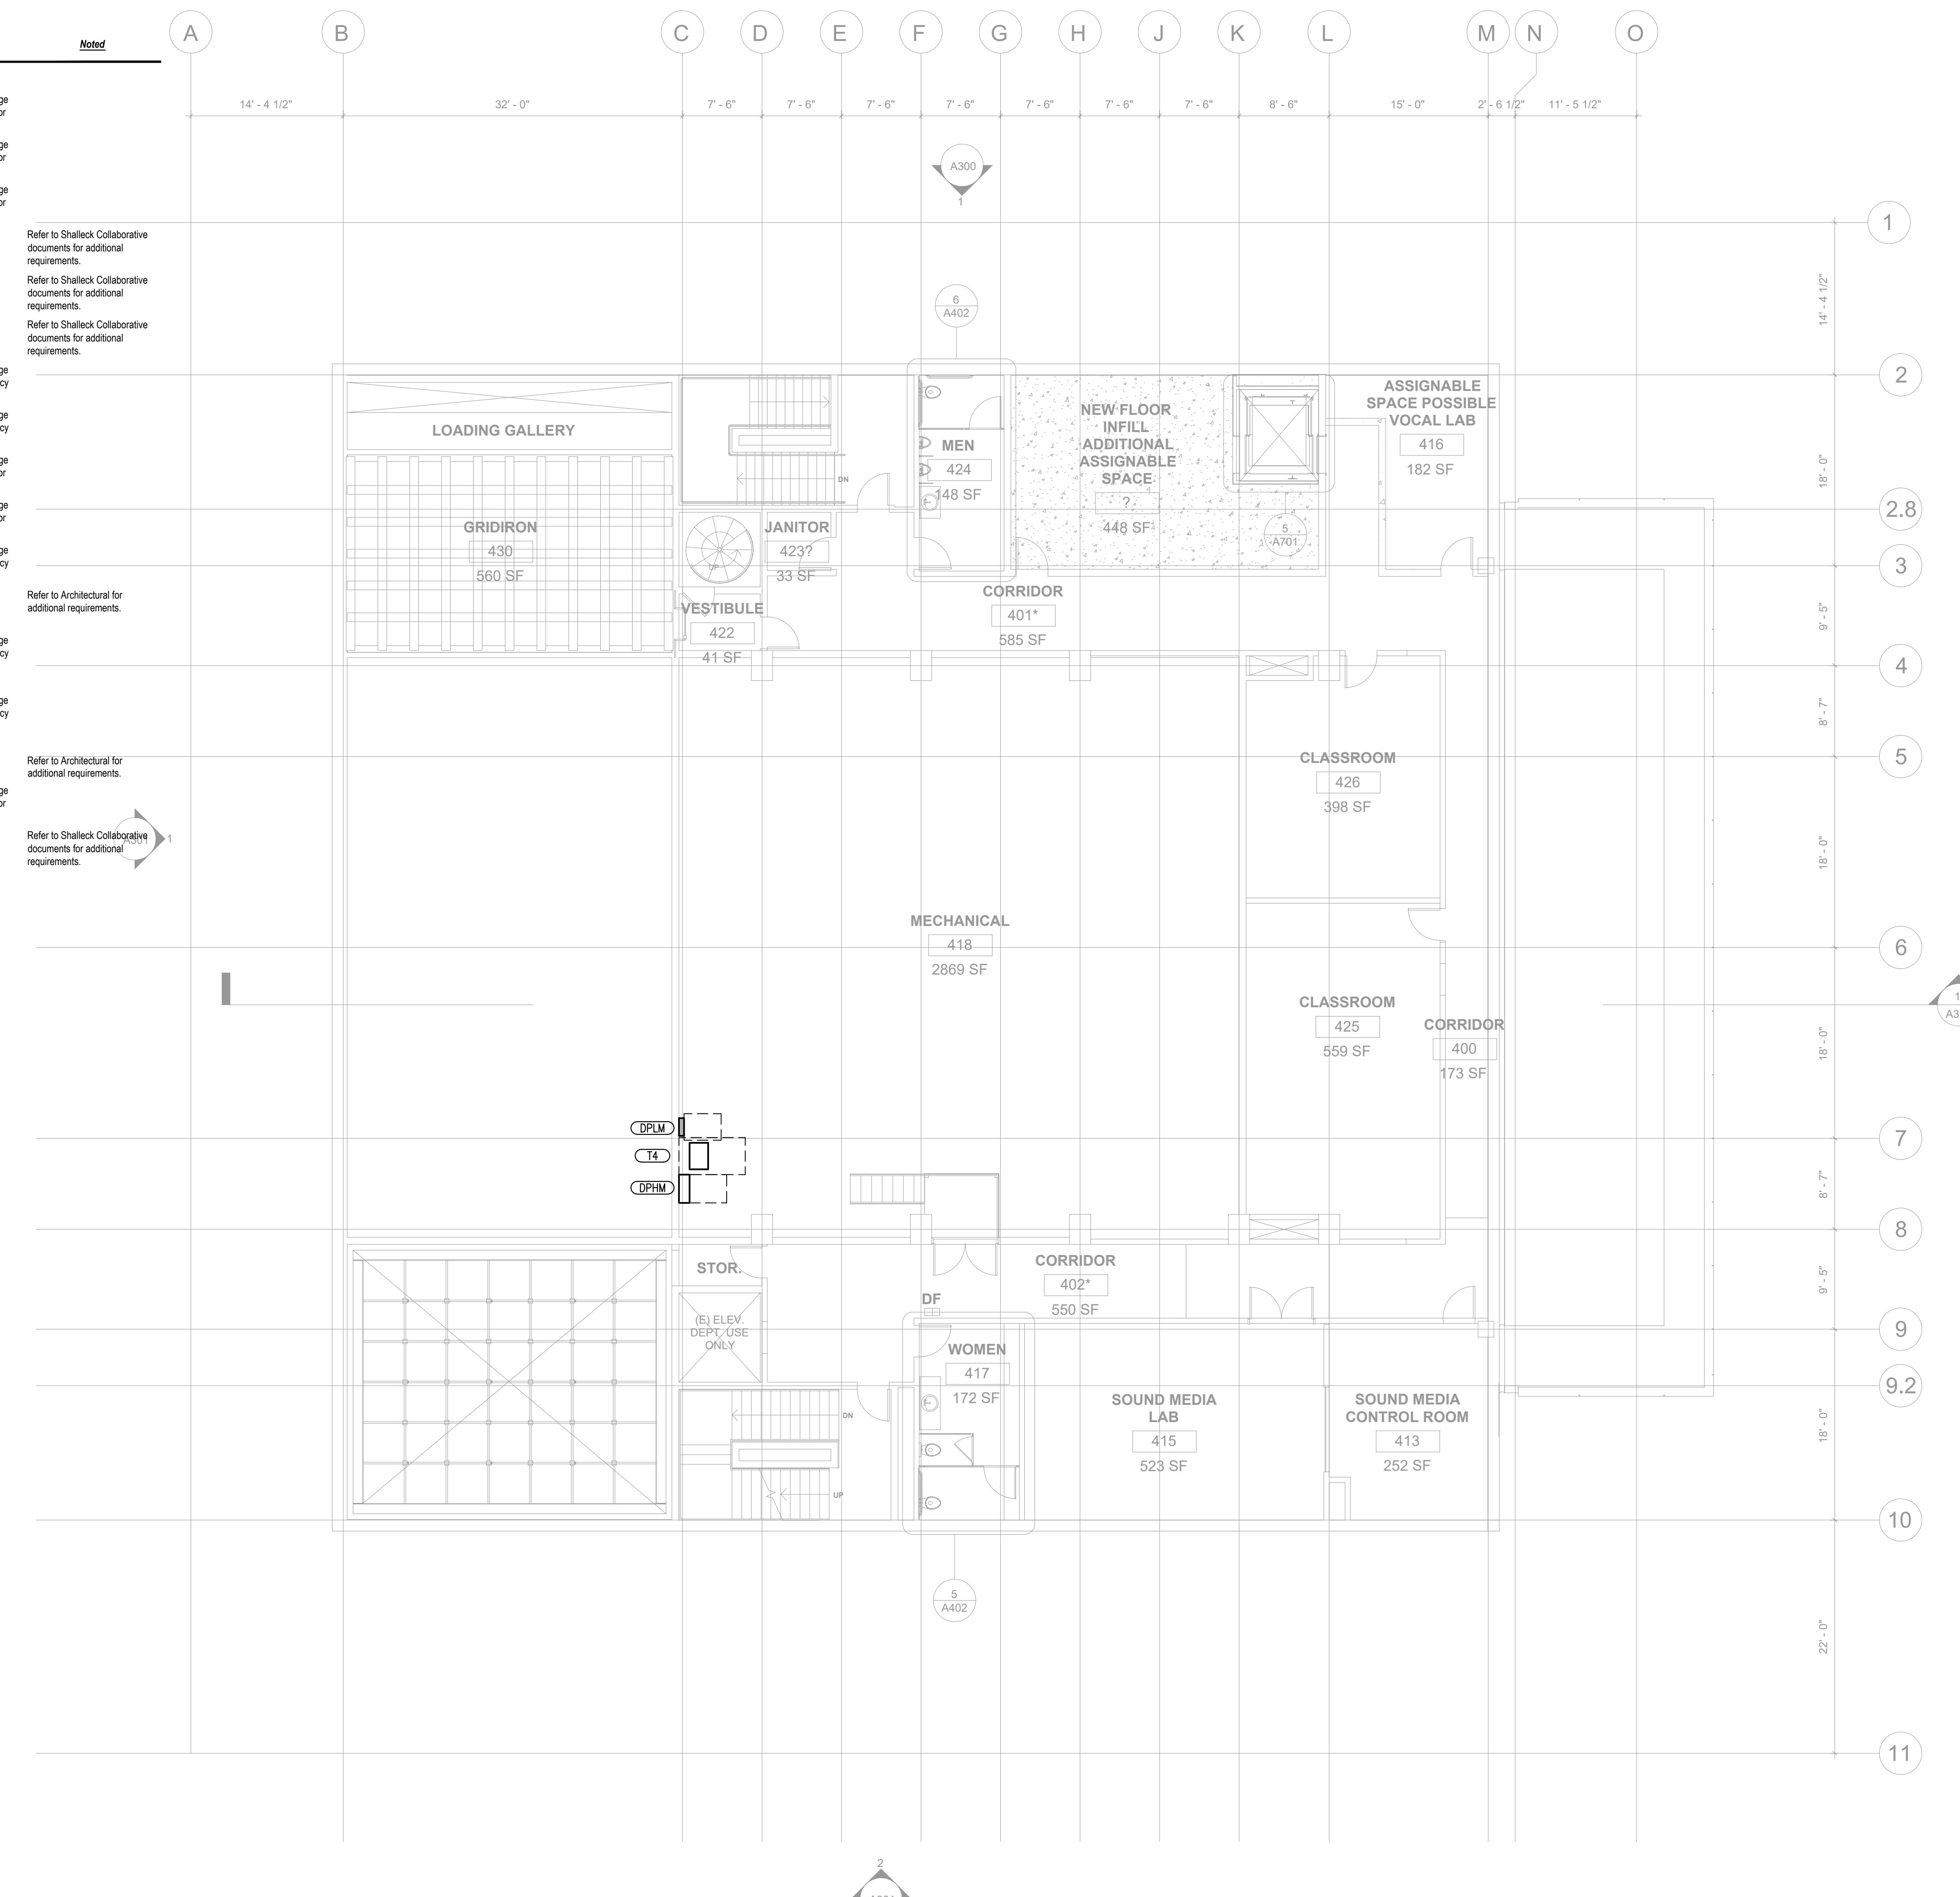 Noted
A
B
C
D
E
F
G
H
J
K
L
M
N
O
14' - 4 1/2"
32' - 0"
7' - 6"
7' - 6"
7' - 6"
7' - 6"
7' - 6"
7' - 6"
7' - 6"
8' - 6"
15' - 0"
2' - 6 1/2"
11' - 5 1/2"
A300
1
Refer to Shalleck Collaborative
documents for additional
requirements.
Refer to Shalleck Collaborative
documents for additional
requirements.
Refer to Shalleck Collaborative
documents for additional
requirements.
Refer to Architectural for
additional requirements.
Refer to Architectural for
additional requirements.
Refer to Shalleck Collaborative
documents for additional
requirements.
A301
1
6
A402
LOADING GALLERY
GRIDIRON
430
560 SF
DN
JANITOR
423?
33 SF
UP
VESTIBULE
422
41 SF
MEN
424
148 SF
NEW FLOOR
INFILL
ADDITIONAL
ASSIGNABLE
SPACE
?
448 SF
5
A701
ASSIGNABLE
SPACE POSSIBLE
VOCAL LAB
416
182 SF
CORRIDOR
401*
585 SF
CLASSROOM
426
398 SF
MECHANICAL
418
2869 SF
CLASSROOM
425
559 SF
CORRIDOR
400
173 SF
DPLM
T4
DPHM
STOR.
(E) ELEV.
DEPT. USE
ONLY
DF
CORRIDOR
402*
550 SF
WOMEN
417
172 SF
DN
UP
SOUND MEDIA
LAB
415
523 SF
SOUND MEDIA
CONTROL ROOM
413
252 SF
5
A402
2
1
14' - 4 1/2"
2
18' - 0"
2.8
3
9' - 5"
4
8' - 7"
5
18' - 0"
6
1
18' - 0"
7
8' - 7"
8
9' - 5"
9
9.2
18' - 0"
10
22' - 0"
11